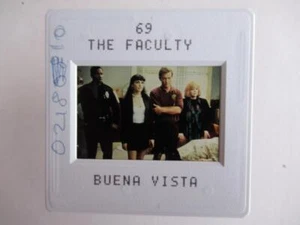 69
THE FACULTY
BUENA VISTA